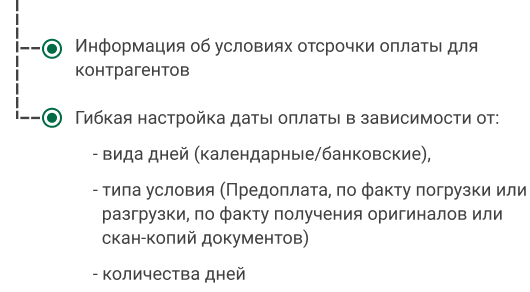 Информация об условиях отсрочки оплаты для
контрагентов
Гибкая настройка даты оплаты в зависимости от:
- вида дней (календарные/банковские),
- типа условия (Предоплата, по факту погрузки или
разгрузки, по факту получения оригиналов или
скан-копий документов)
- количества дней